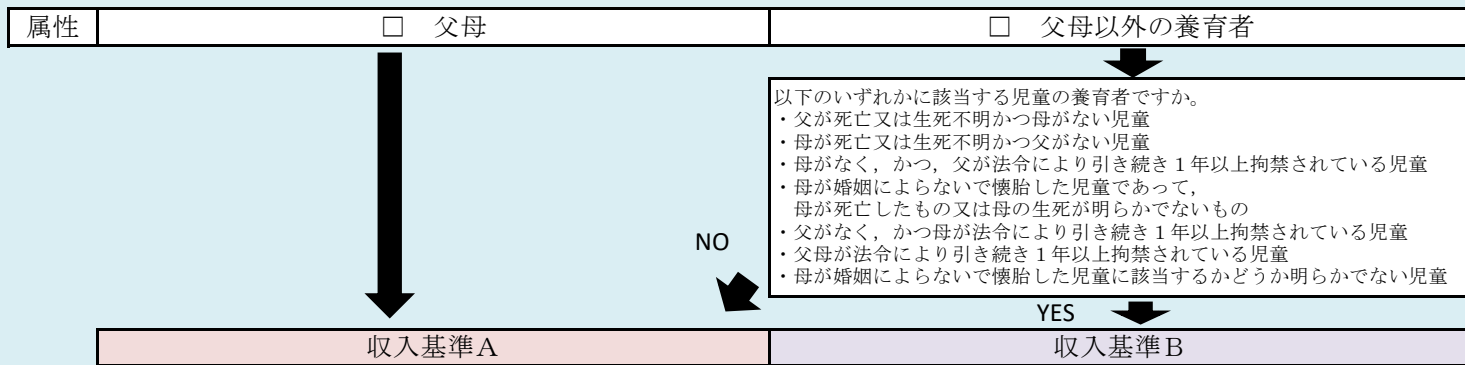 属性
□ 父母
□ 父母以外の養育者
以下のいずれかに該当する児童の養育者ですか。
・父が死亡又は生死不明かつ母がない児童
・母が死亡又は生死不明かつ父がない児童
・母がなく，かつ，父が法令により引き続き１年以上拘禁されている児童
・母が婚姻によらないで懐胎した児童であって，
母が死亡したもの又は母の生死が明らかでないもの
・父がなく，かつ母が法令により引き続き１年以上拘禁されている児童
・父母が法令により引き続き１年以上拘禁されている児童
・母が婚姻によらないで懐胎した児童に該当するかどうか明らかでない児童
NO
YES
収入基準Ａ
収入基準Ｂ